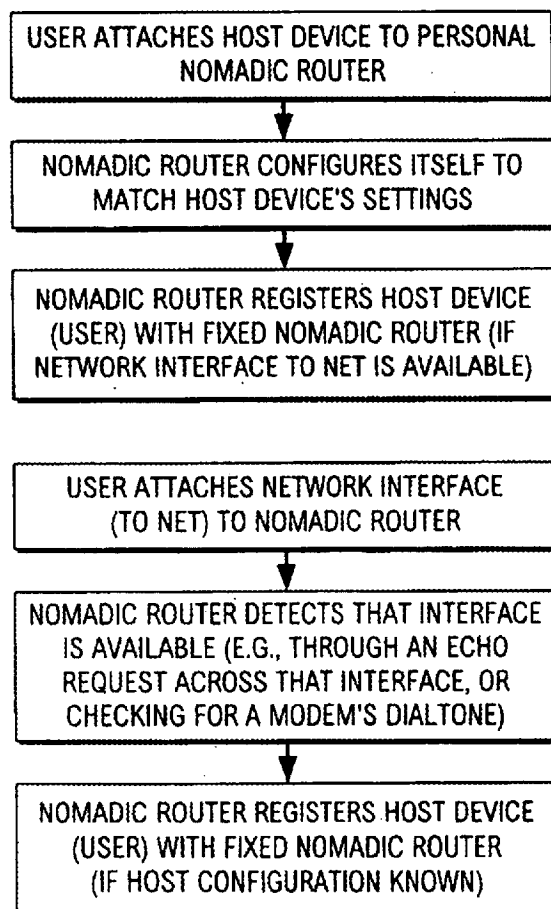 USER ATTACHES HOST DEVICE TO PERSONAL
NOMADIC ROUTER
NOMADIC ROUTER CONFIGURES ITSELF TO
MATCH HOST DEVICE'S SETTINGS
NOMADIC ROUTER REGISTERS HOST DEVICE
(USER) WITH FIXED NOMADIC ROUTER (IF
NETWORK INTERFACE TO NET IS AVAILABLE)
USER ATTACHES NETWORK INTERFACE
(TO NET) TO NOMADIC ROUTER
NOMADIC ROUTER DETECTS THAT INTERFACE
IS AVAILABLE (E.G., THROUGH AN ECHO
REQUEST ACROSS THAT INTERFACE, OR
CHECKING FOR A MODEM'S DIALTONE)
NOMADIC ROUTER REGISTERS HOST DEVICE
(USER) WITH FIXED NOMADIC ROUTER
(IF HOST CONFIGURATION KNOWN)